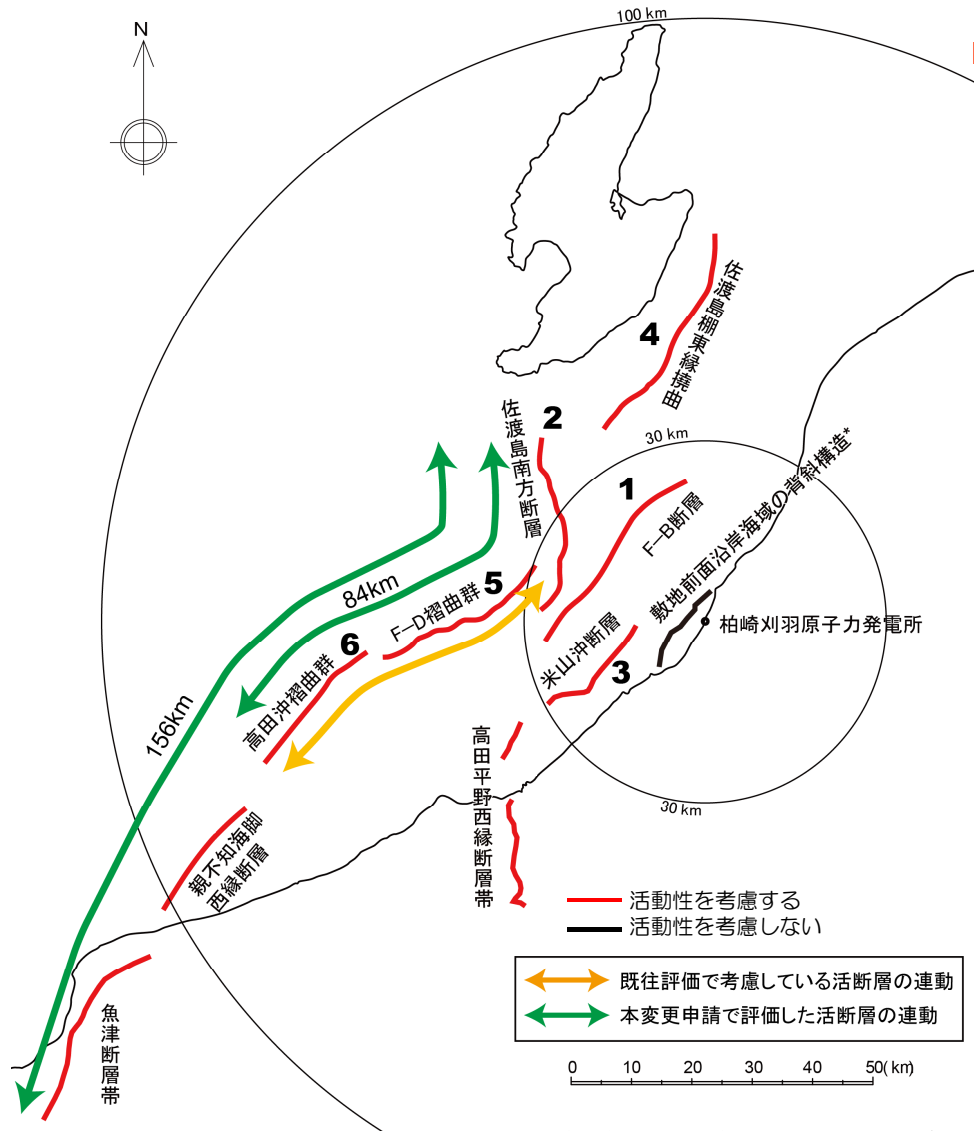 100 km
N
佐渡島棚東縁撓曲
4
佐渡島南方断層
2
30 km
1
F−B断層
敷地前面沿岸海域の背斜構造*
84km
F−D褶曲群
5
柏崎刈羽原子力発電所
米山沖断層
3
高田沖褶曲群
6
156km
高田平野西縁断層帯
30 km
親不知海脚
西縁断層
活動性を考慮する
活動性を考慮しない
既往評価で考慮している活断層の連動
本変更申請で評価した活断層の連動
魚津断層帯
0 10 20 30 40 50(km)